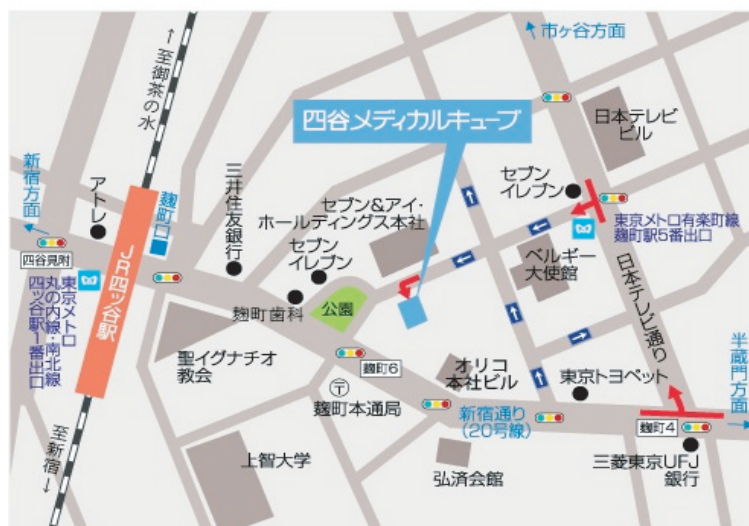 市ヶ谷方面
←至御茶の水
四谷メディカルキューブ
日本テレビ
ビル
新宿方面
アトレ
麹町口
三井住友銀行
セブン&アイ・
ホールディングス本社
セブン
イレブン
セブン
イレブン
東京メトロ有楽町線
麹町駅5番出口
四谷見附
JR四ツ谷駅
ベルギー
大使館
日本テレビ通り
東京メトロ
丸の内線・南北線
四ツ谷駅1番出口
麹町歯科
公園
聖イグナチオ
教会
麹町6
オリコ
本社ビル
東京トヨペット
半蔵門方面
〒
麹町本通局
新宿通り
(20号線)
麹町4
至新宿→
上智大学
弘済会館
三菱東京UFJ
銀行